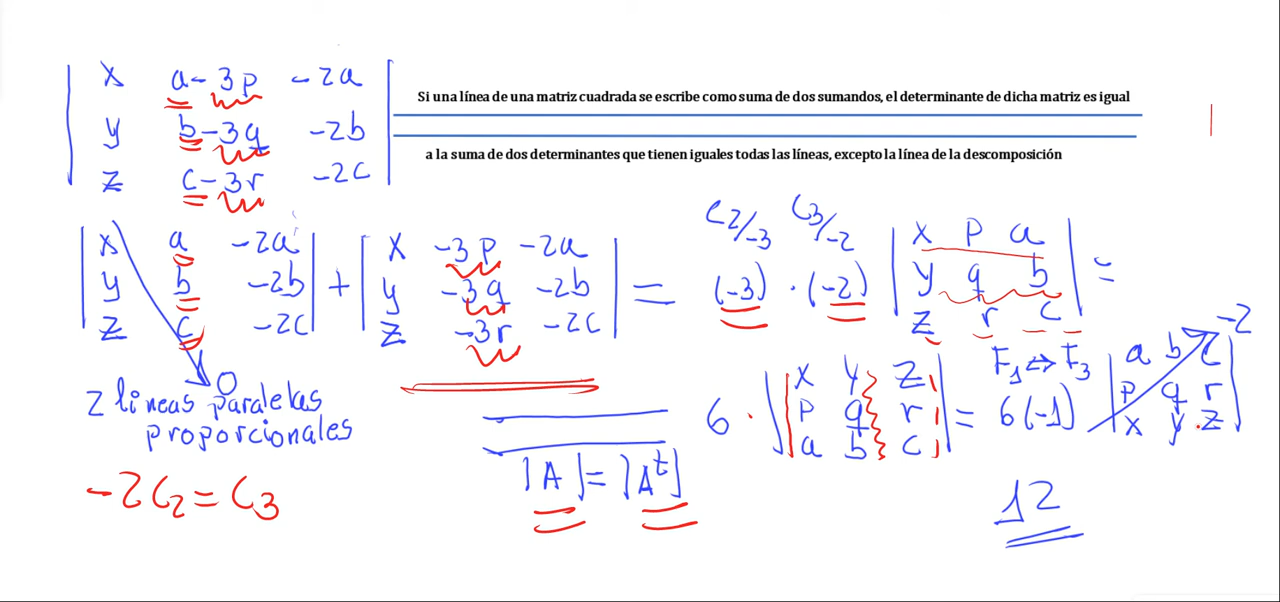 x a-3p -2a
y b-3q -2b
z c-3r -2c
Si una línea de una matriz cuadrada se escribe como suma de dos sumandos, el determinante de dicha matriz es igual
a la suma de dos determinantes que tienen iguales todas las líneas, excepto la línea de la descomposición
x a -2a
y b -2b
z c -2c
+
x -3p -2a
y -3q -2b
z -3r -2c
=
C2/-3 C3/-2
(-3) · (-2)
x p a
y q b
z r c
=
0
2 lineas paralelas
proporcionales
-2C2 = C3
|A| = |A^t|
6 ·
x y z
p q r
a b c
=
F1 ↔ F3
6(-1)
a b c
p q r
x y z
-2
12